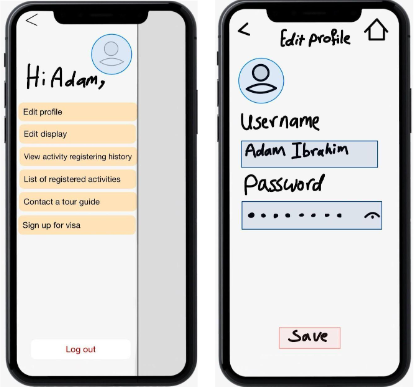 Hi Adam,
Edit profile
Edit display
View activity registering history
List of registered activities
Contact a tour guide
Sign up for visa
Log out
Edit profile
Username
Adam Ibrahim
Password
Save